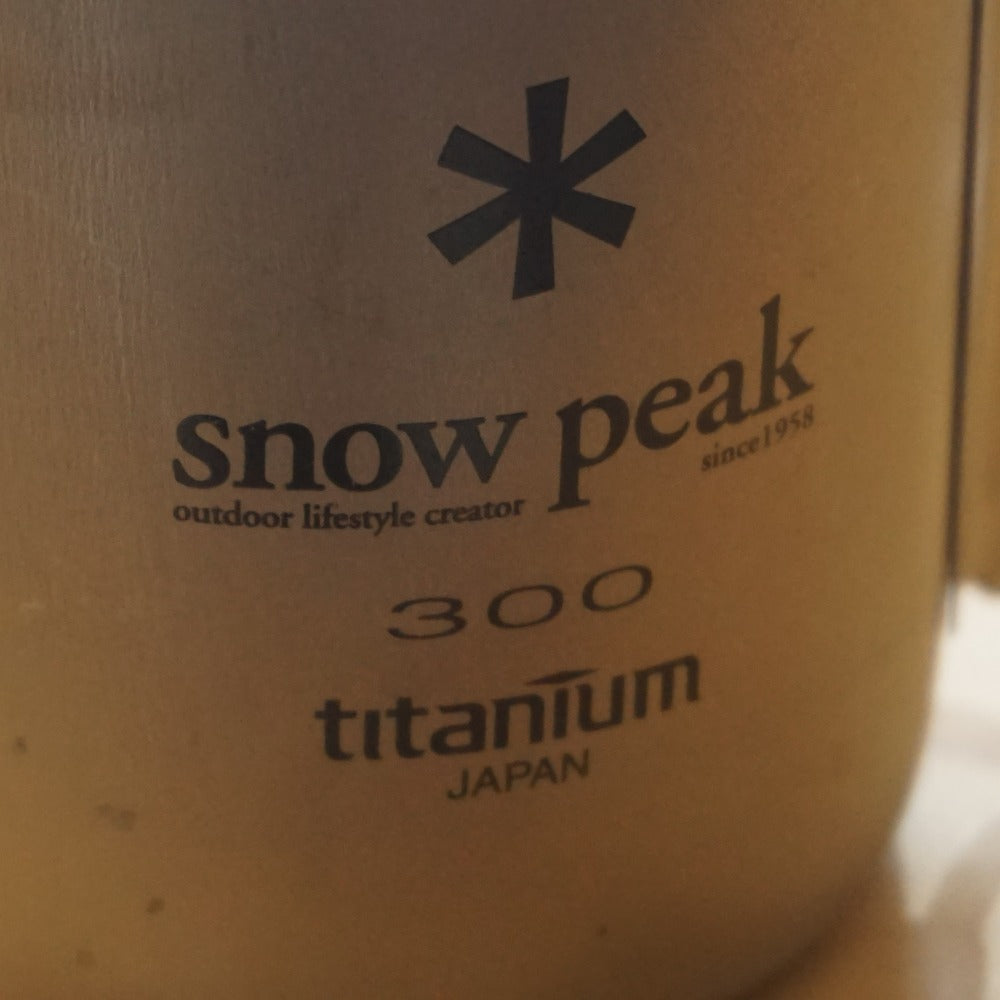 snow peak
since1958
outdoor lifestyle creator
300
titanium
JAPAN